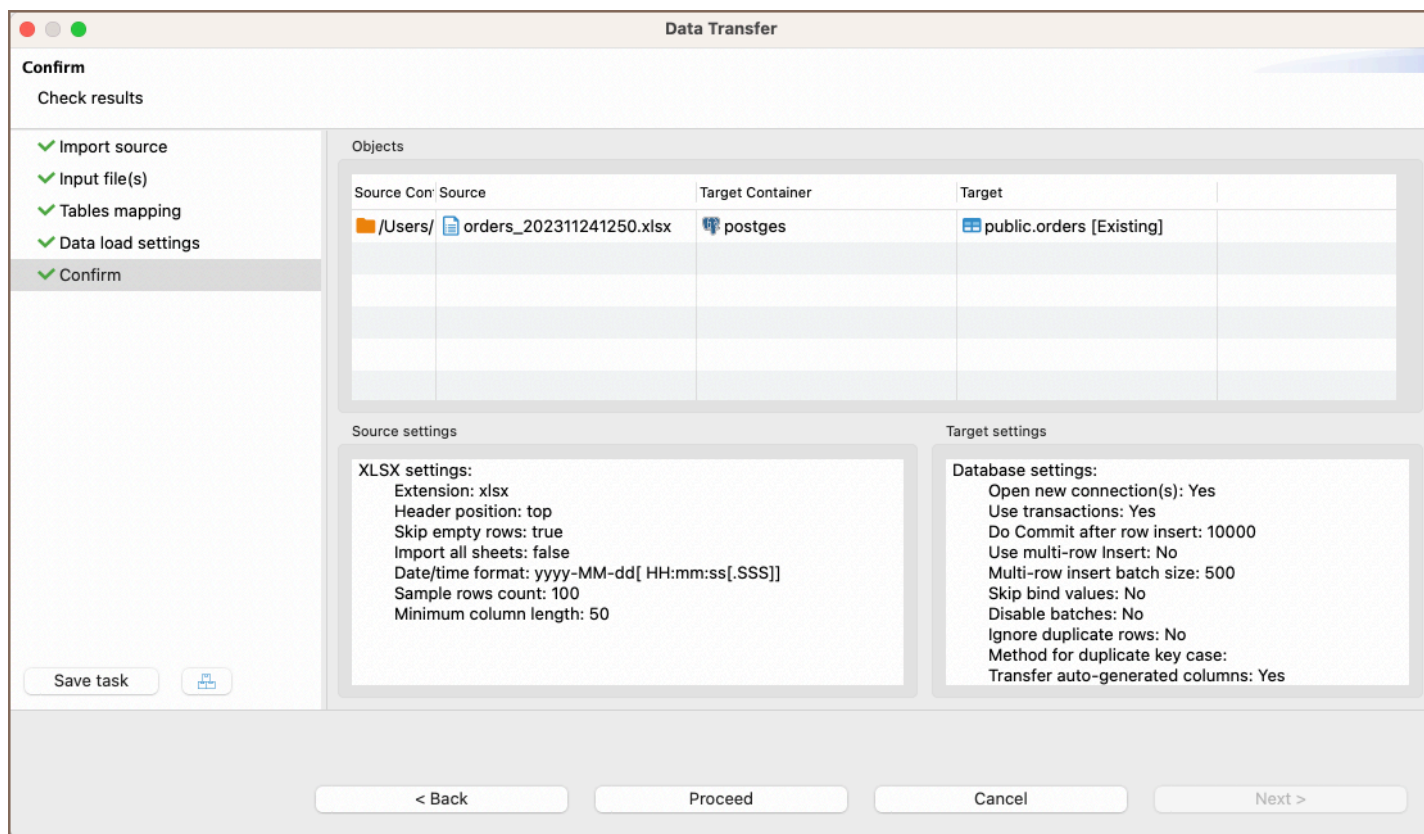 Data Transfer
Confirm
Check results
Import source
Input file(s)
Tables mapping
Data load settings
Confirm
Save task
Objects
Source Con Source Target Container Target
/Users/ orders_202311241250.xlsx postges public.orders [Existing]
Source settings
XLSX settings:
Extension: xlsx
Header position: top
Skip empty rows: true
Import all sheets: false
Date/time format: yyyy-MM-dd[ HH:mm:ss[.SSS]]
Sample rows count: 100
Minimum column length: 50
Target settings
Database settings:
Open new connection(s): Yes
Use transactions: Yes
Do Commit after row insert: 10000
Use multi-row Insert: No
Multi-row insert batch size: 500
Skip bind values: No
Disable batches: No
Ignore duplicate rows: No
Method for duplicate key case:
Transfer auto-generated columns: Yes
< Back Proceed Cancel Next >